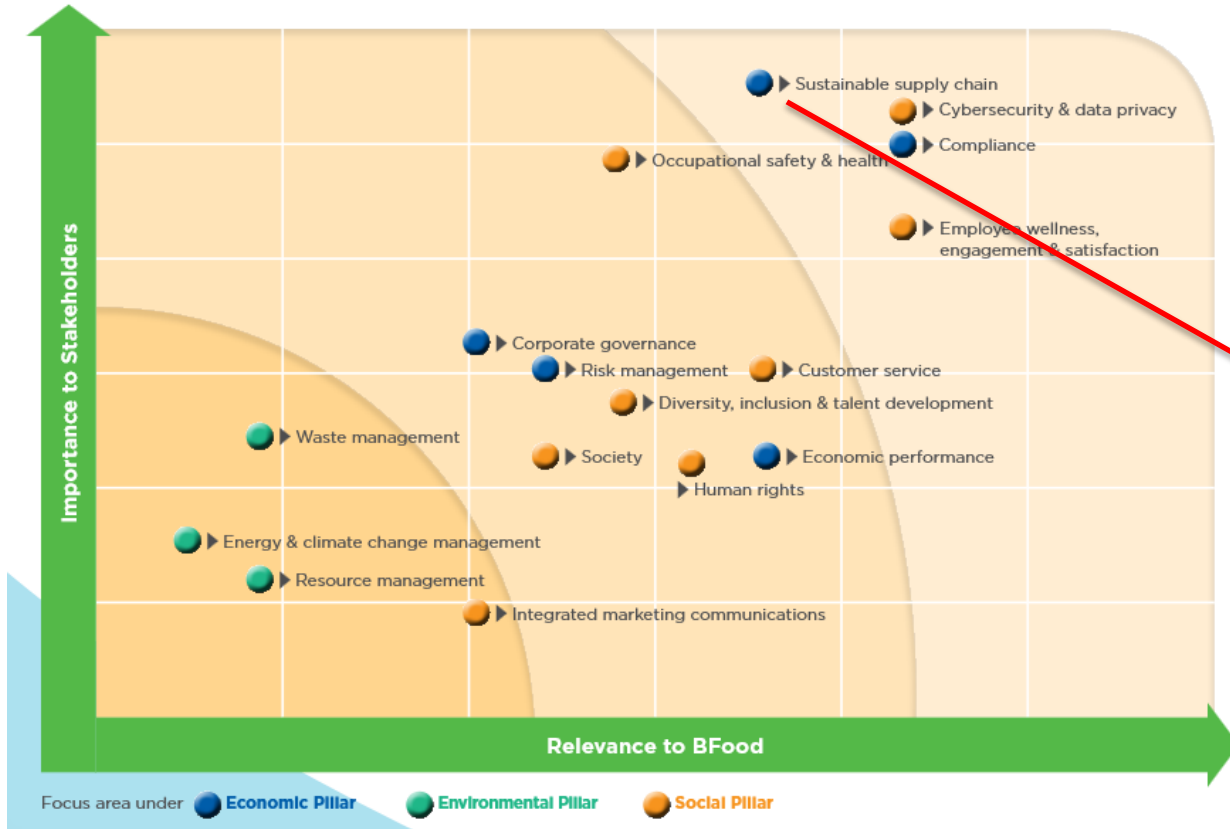 Importance to Stakeholders
Sustainable supply chain
Cybersecurity & data privacy
Compliance
Occupational safety & health
Employee wellness,
engagement & satisfaction
Corporate governance
Risk management
Customer service
Diversity, inclusion & talent development
Waste management
Society
Economic performance
Human rights
Energy & climate change management
Resource management
Integrated marketing communications
Relevance to BFood
Focus area under
Economic Pillar
Environmental Pillar
Social Pillar